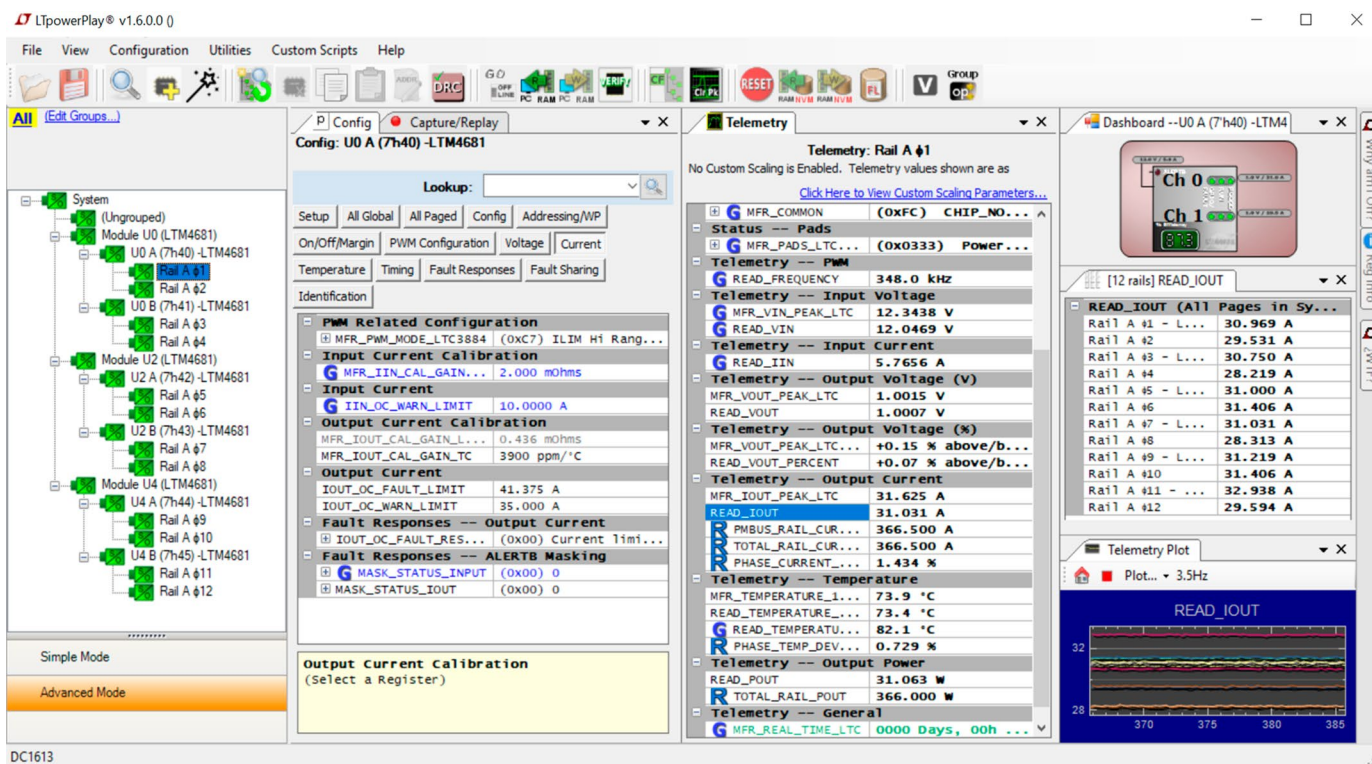 LTpowerPlay® v1.6.0.0 ()
File View Configuration Utilities Custom Scripts Help
DRC GO OFF LINE PC RAM PC RAM VERIFY CF Clr Pk RESET RAM NVM RAM NVM FL V Group op
All (Edit Groups...)
System
(Ungrouped)
Module U0 (LTM4681)
U0 A (7h40) -LTM4681
Rail A ϕ1
Rail A ϕ2
U0 B (7h41) -LTM4681
Rail A ϕ3
Rail A ϕ4
Module U2 (LTM4681)
U2 A (7h42) -LTM4681
Rail A ϕ5
Rail A ϕ6
U2 B (7h43) -LTM4681
Rail A ϕ7
Rail A ϕ8
Module U4 (LTM4681)
U4 A (7h44) -LTM4681
Rail A ϕ9
Rail A ϕ10
U4 B (7h45) -LTM4681
Rail A ϕ11
Rail A ϕ12
Simple Mode
Advanced Mode
DC1613
P Config Capture/Replay
Config: U0 A (7h40) -LTM4681
Lookup:
Setup All Global All Paged Config Addressing/WP
On/Off/Margin PWM Configuration Voltage Current
Temperature Timing Fault Responses Fault Sharing
Identification
PWM Related Configuration
MFR_PWM_MODE_LTC3884 (0xC7) ILIM Hi Rang...
Input Current Calibration
G MFR_IIN_CAL_GAIN... 2.000 mOhms
Input Current
G IIN_OC_WARN_LIMIT 10.0000 A
Output Current Calibration
MFR_IOUT_CAL_GAIN_L... 0.436 mOhms
MFR_IOUT_CAL_GAIN_TC 3900 ppm/°C
Output Current
IOUT_OC_FAULT_LIMIT 41.375 A
IOUT_OC_WARN_LIMIT 35.000 A
Fault Responses -- Output Current
IOUT_OC_FAULT_RES... (0x00) Current limi...
Fault Responses -- ALERTB Masking
G MASK_STATUS_INPUT (0x00) 0
MASK_STATUS_IOUT (0x00) 0
Output Current Calibration
(Select a Register)
Telemetry
Telemetry: Rail A ϕ1
No Custom Scaling is Enabled. Telemetry values shown are as
Click Here to View Custom Scaling Parameters...
G MFR_COMMON (0xFC) CHIP_NO...
Status -- Pads
G MFR_PADS_LTC... (0x0333) Power...
Telemetry -- PWM
G READ_FREQUENCY 348.0 kHz
Telemetry -- Input Voltage
G MFR_VIN_PEAK_LTC 12.3438 V
G READ_VIN 12.0469 V
Telemetry -- Input Current
G READ_IIN 5.7656 A
Telemetry -- Output Voltage (V)
MFR_VOUT_PEAK_LTC 1.0015 V
READ_VOUT 1.0007 V
Telemetry -- Output Voltage (%)
MFR_VOUT_PEAK_LTC... +0.15 % above/b...
READ_VOUT_PERCENT +0.07 % above/b...
Telemetry -- Output Current
MFR_IOUT_PEAK_LTC 31.625 A
READ_IOUT 31.031 A
R PMBUS_RAIL_CUR... 366.500 A
R TOTAL_RAIL_CUR... 366.500 A
R PHASE_CURRENT_... 1.434 %
Telemetry -- Temperature
MFR_TEMPERATURE_1... 73.9 °C
READ_TEMPERATURE_... 73.4 °C
G READ_TEMPERATU... 82.1 °C
R PHASE_TEMP_DEV... 0.729 %
Telemetry -- Output Power
READ_POUT 31.063 W
R TOTAL_RAIL_POUT 366.000 W
Telemetry -- General
G MFR_REAL_TIME_LTC 0000 Days, 00h ...
Dashboard --U0 A (7'h40) -LTM4
Ch 0
Ch 1
[12 rails] READ_IOUT
READ_IOUT (All Pages in Sy...
Rail A ϕ1 - L... 30.969 A
Rail A ϕ2 29.531 A
Rail A ϕ3 - L... 30.750 A
Rail A ϕ4 28.219 A
Rail A ϕ5 - L... 31.000 A
Rail A ϕ6 31.406 A
Rail A ϕ7 - L... 31.031 A
Rail A ϕ8 28.313 A
Rail A ϕ9 - L... 31.219 A
Rail A ϕ10 31.406 A
Rail A ϕ11 - ... 32.938 A
Rail A ϕ12 29.594 A
Telemetry Plot
Plot... 3.5Hz
READ_IOUT
32
28
370 375 380 385
Why am I Off?
Reg Info